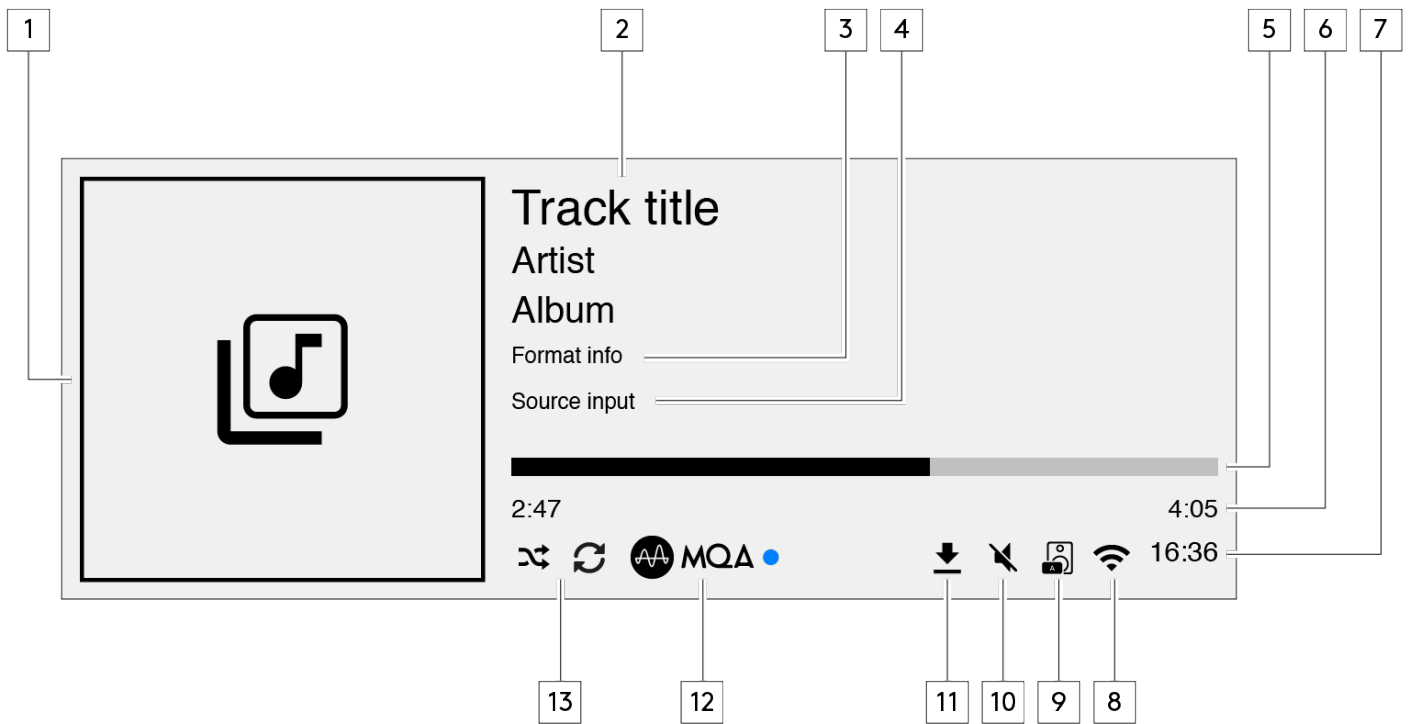 1 2 3 4 5 6 7
Track title
Artist
Album
Format info
Source input
2:47 4:05
MQA A 16:36
13 12 11 10 9 8